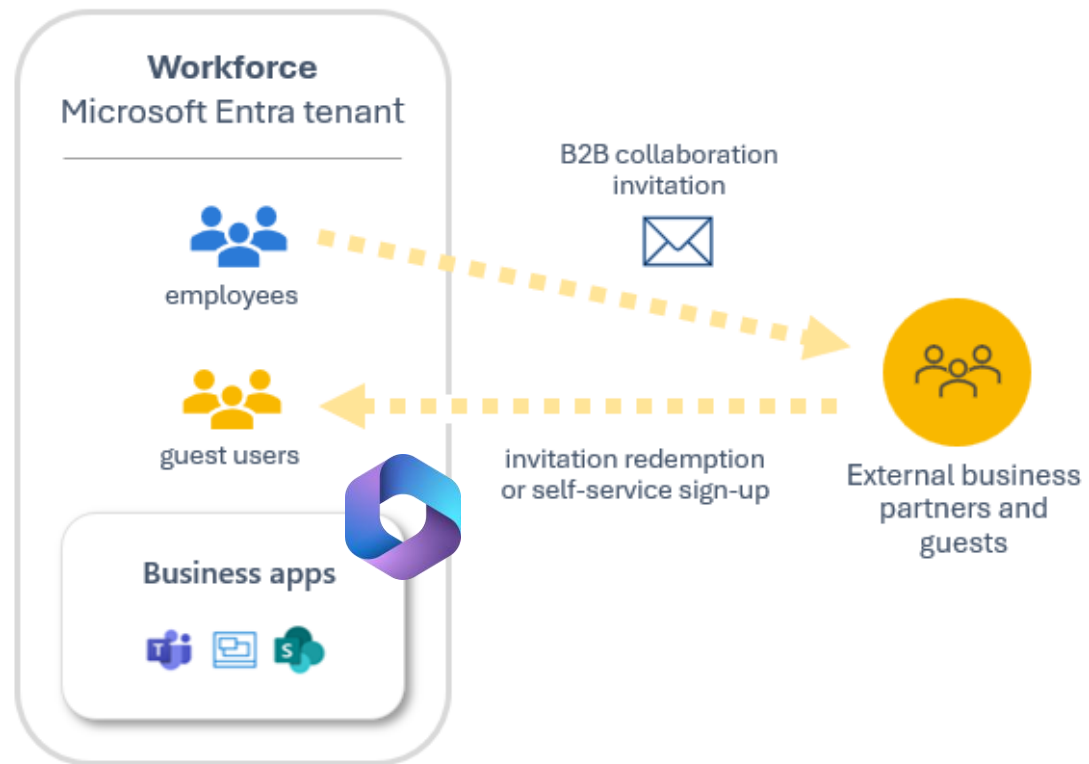 Workforce
Microsoft Entra tenant
B2B collaboration
invitation
employees
guest users
invitation redemption
or self-service sign-up
External business
partners and
guests
Business apps
T
S